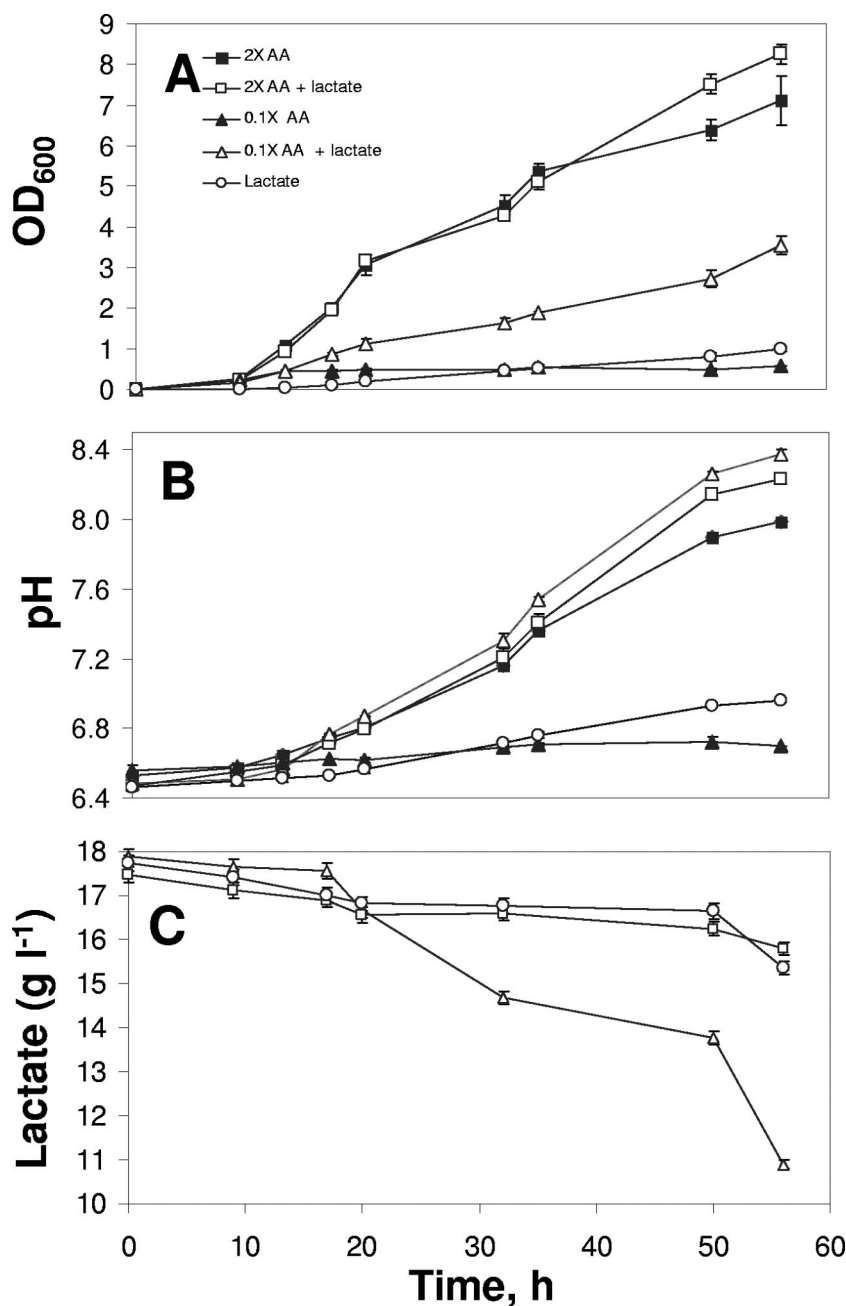 9
8
7
6
5
4
3
2
1
0
OD600
A
2X AA
2X AA + lactate
0.1X AA
0.1X AA + lactate
Lactate
8.4
8.0
7.6
7.2
6.8
6.4
pH
B
18
17
16
15
14
13
12
11
10
Lactate (g l-1)
C
0 10 20 30 40 50 60
Time, h